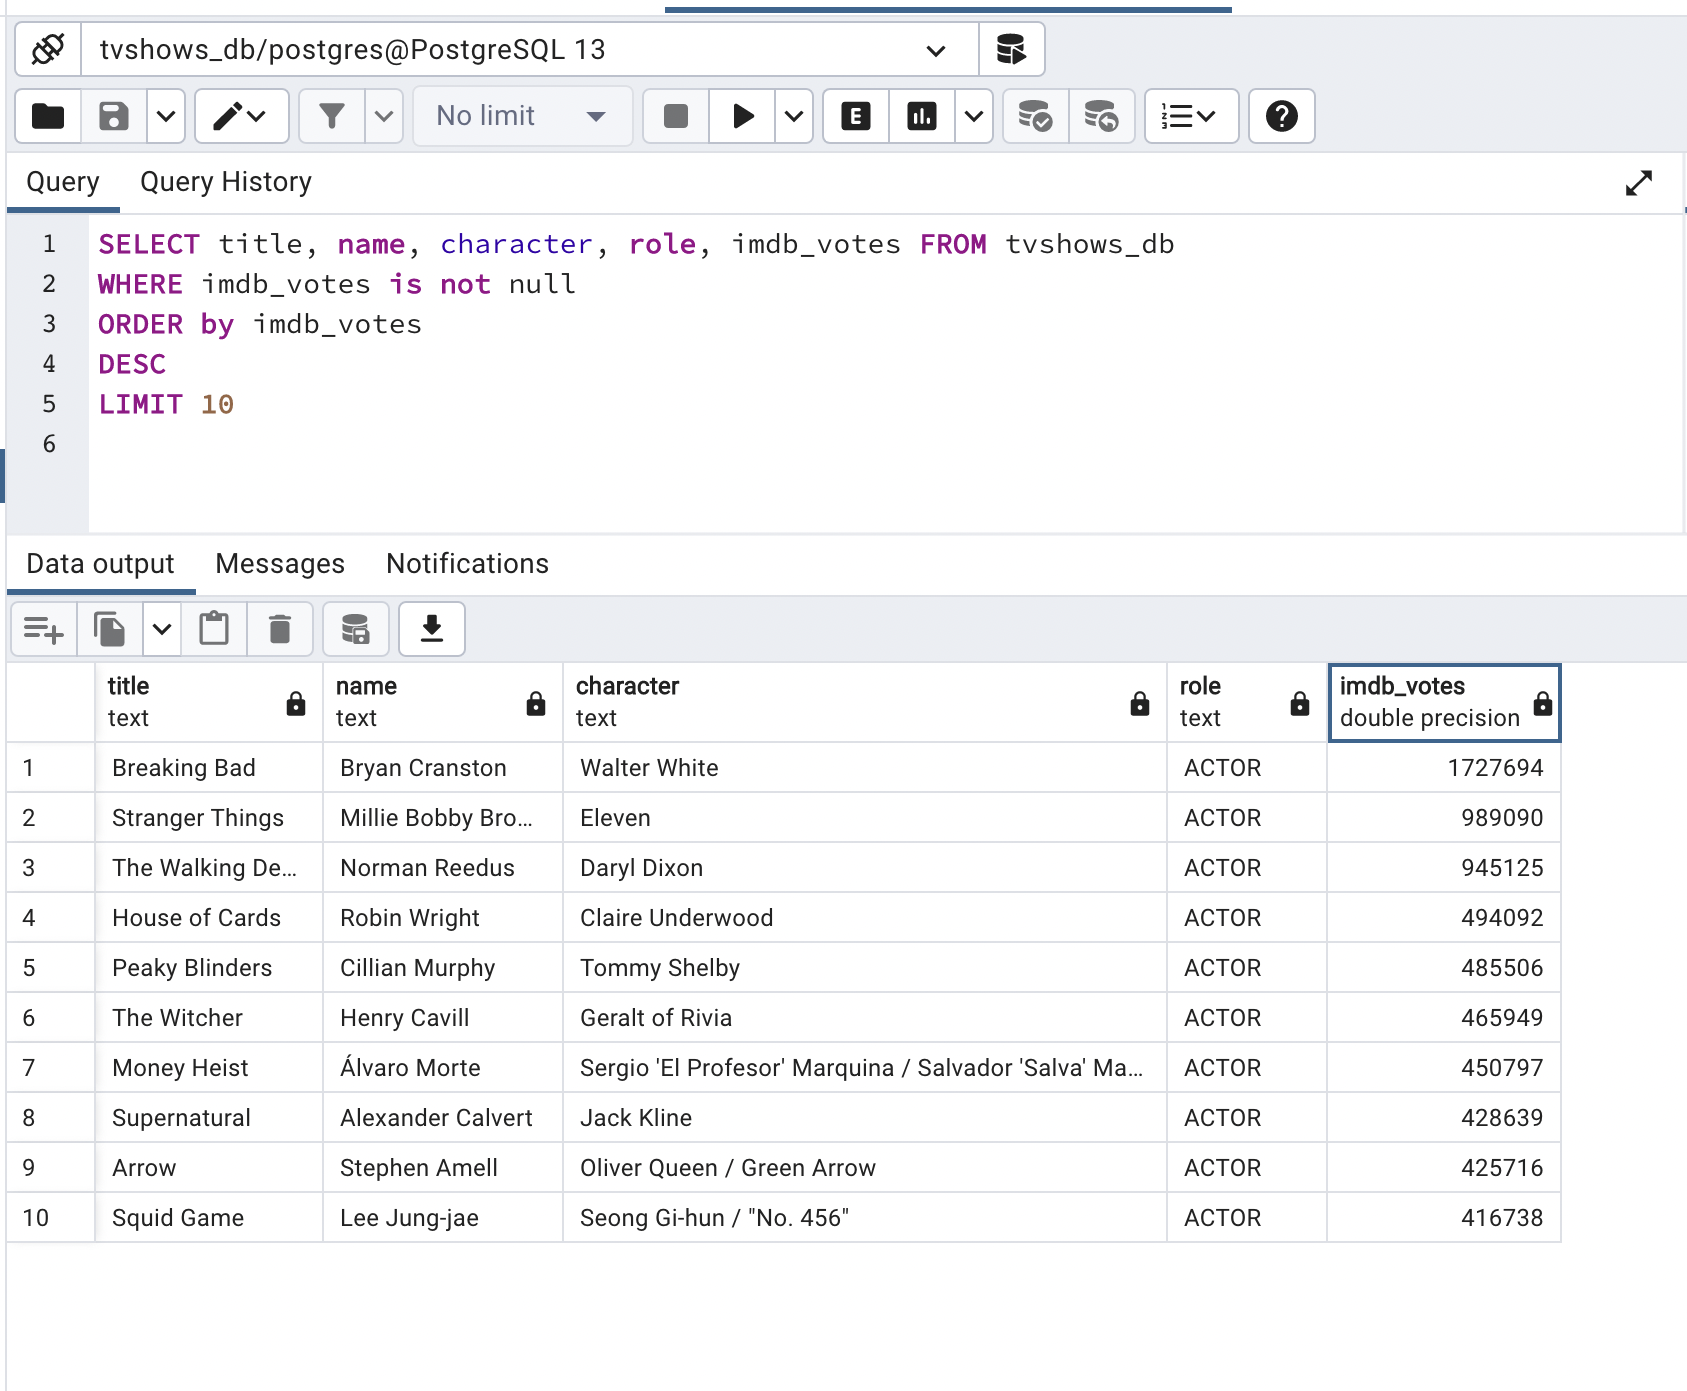 tvshows_db/postgres@PostgreSQL 13
No limit
E
1 2 3
?
Query Query History
1 SELECT title, name, character, role, imdb_votes FROM tvshows_db
2 WHERE imdb_votes is not null
3 ORDER by imdb_votes
4 DESC
5 LIMIT 10
6
Data output Messages Notifications
title name character role imdb_votes
text text text text double precision
1 Breaking Bad Bryan Cranston Walter White ACTOR 1727694
2 Stranger Things Millie Bobby Bro... Eleven ACTOR 989090
3 The Walking De... Norman Reedus Daryl Dixon ACTOR 945125
4 House of Cards Robin Wright Claire Underwood ACTOR 494092
5 Peaky Blinders Cillian Murphy Tommy Shelby ACTOR 485506
6 The Witcher Henry Cavill Geralt of Rivia ACTOR 465949
7 Money Heist Álvaro Morte Sergio 'El Profesor' Marquina / Salvador 'Salva' Ma... ACTOR 450797
8 Supernatural Alexander Calvert Jack Kline ACTOR 428639
9 Arrow Stephen Amell Oliver Queen / Green Arrow ACTOR 425716
10 Squid Game Lee Jung-jae Seong Gi-hun / "No. 456" ACTOR 416738